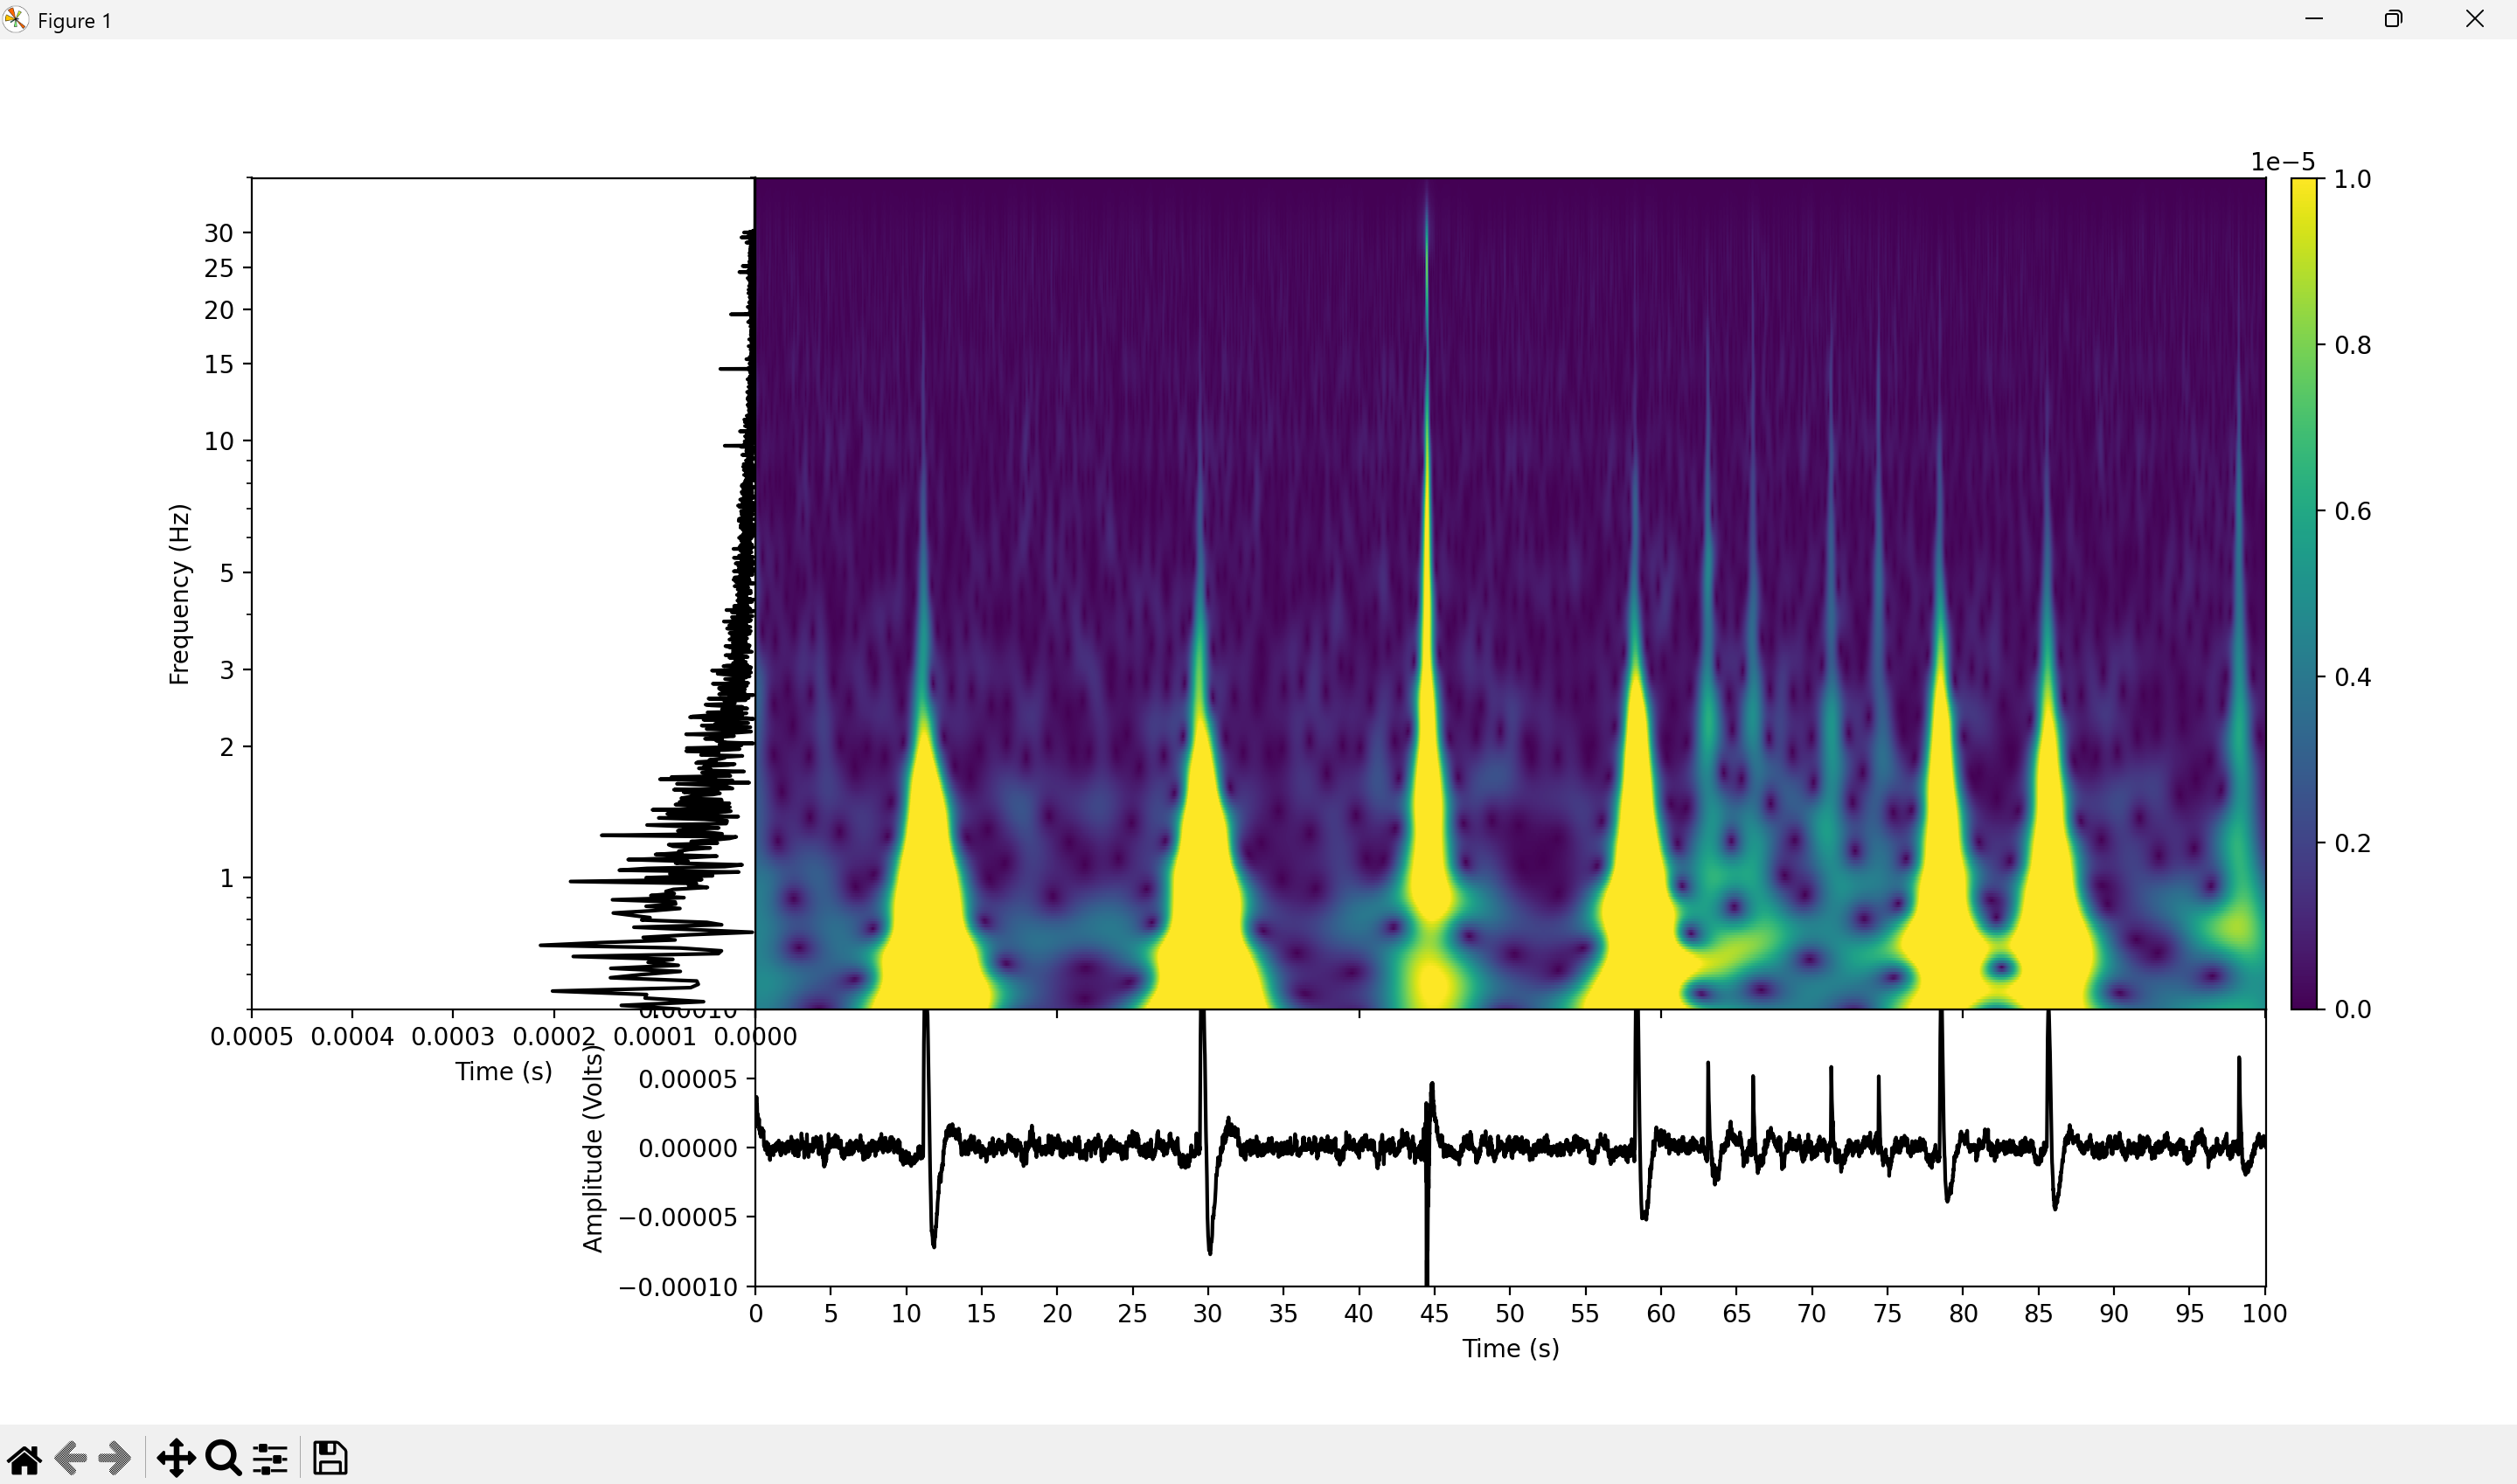 Figure 1
1e−5
30
25
20
15
10
5
3
2
1
Frequency (Hz)
1.0
0.8
0.6
0.4
0.2
0.0
0.0005 0.0004 0.0003 0.0002 0.0001 0.0000
Time (s)
0.00010
0.00005
0.00000
−0.00005
−0.00010
Amplitude (Volts)
0 5 10 15 20 25 30 35 40 45 50 55 60 65 70 75 80 85 90 95 100
Time (s)